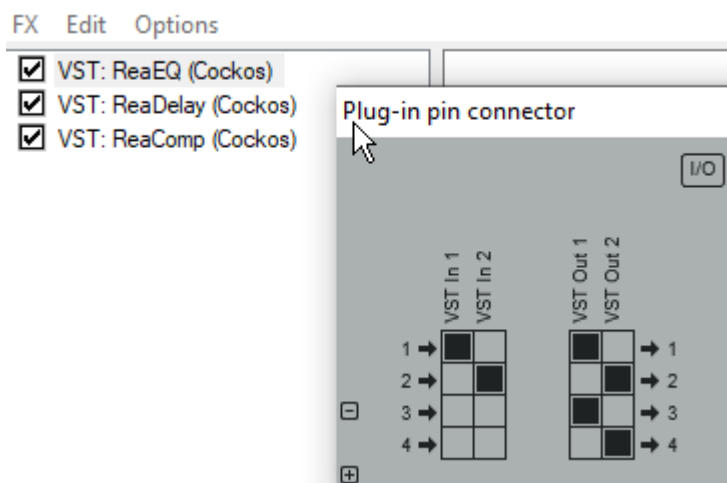 FX Edit Options
VST: ReaEQ (Cockos)
VST: ReaDelay (Cockos)
VST: ReaComp (Cockos)
Plug-in pin connector
I/O
VST In 1
VST In 2
VST Out 1
VST Out 2
1 1
2 2
3 3
4 4